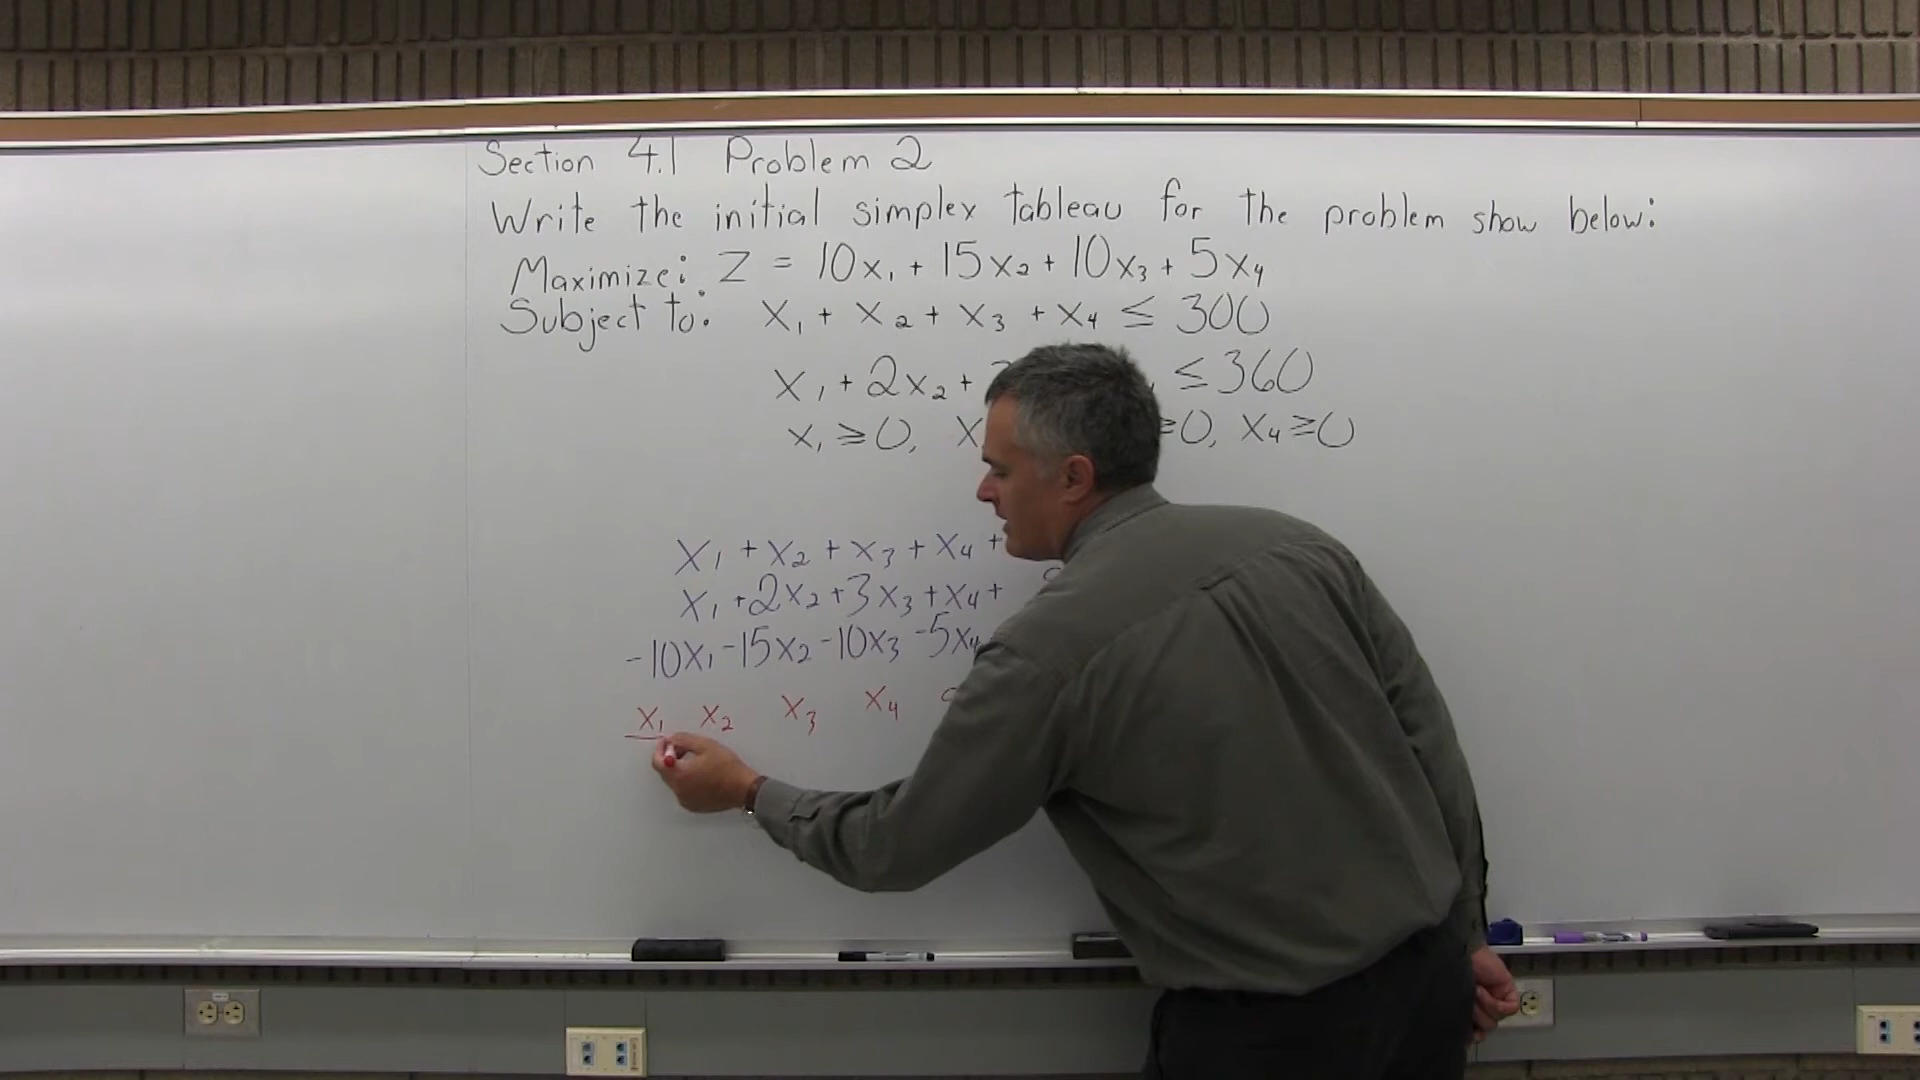 Section 4.1 Problem 2
Write the initial simplex tableau for the problem show below:
Maximize: Z = 10x₁ + 15x₂ + 10x₃ + 5x₄
Subject to: x₁ + x₂ + x₃ + x₄ ≤ 300
x₁ + 2x₂ + ≤ 360
x₁ ≥ 0, x ≥ 0, x₄ ≥ 0
x₁ + x₂ + x₃ + x₄ +
x₁ + 2x₂ + 3x₃ + x₄ +
-10x₁ - 15x₂ - 10x₃ - 5x₄
x₁ x₂ x₃ x₄